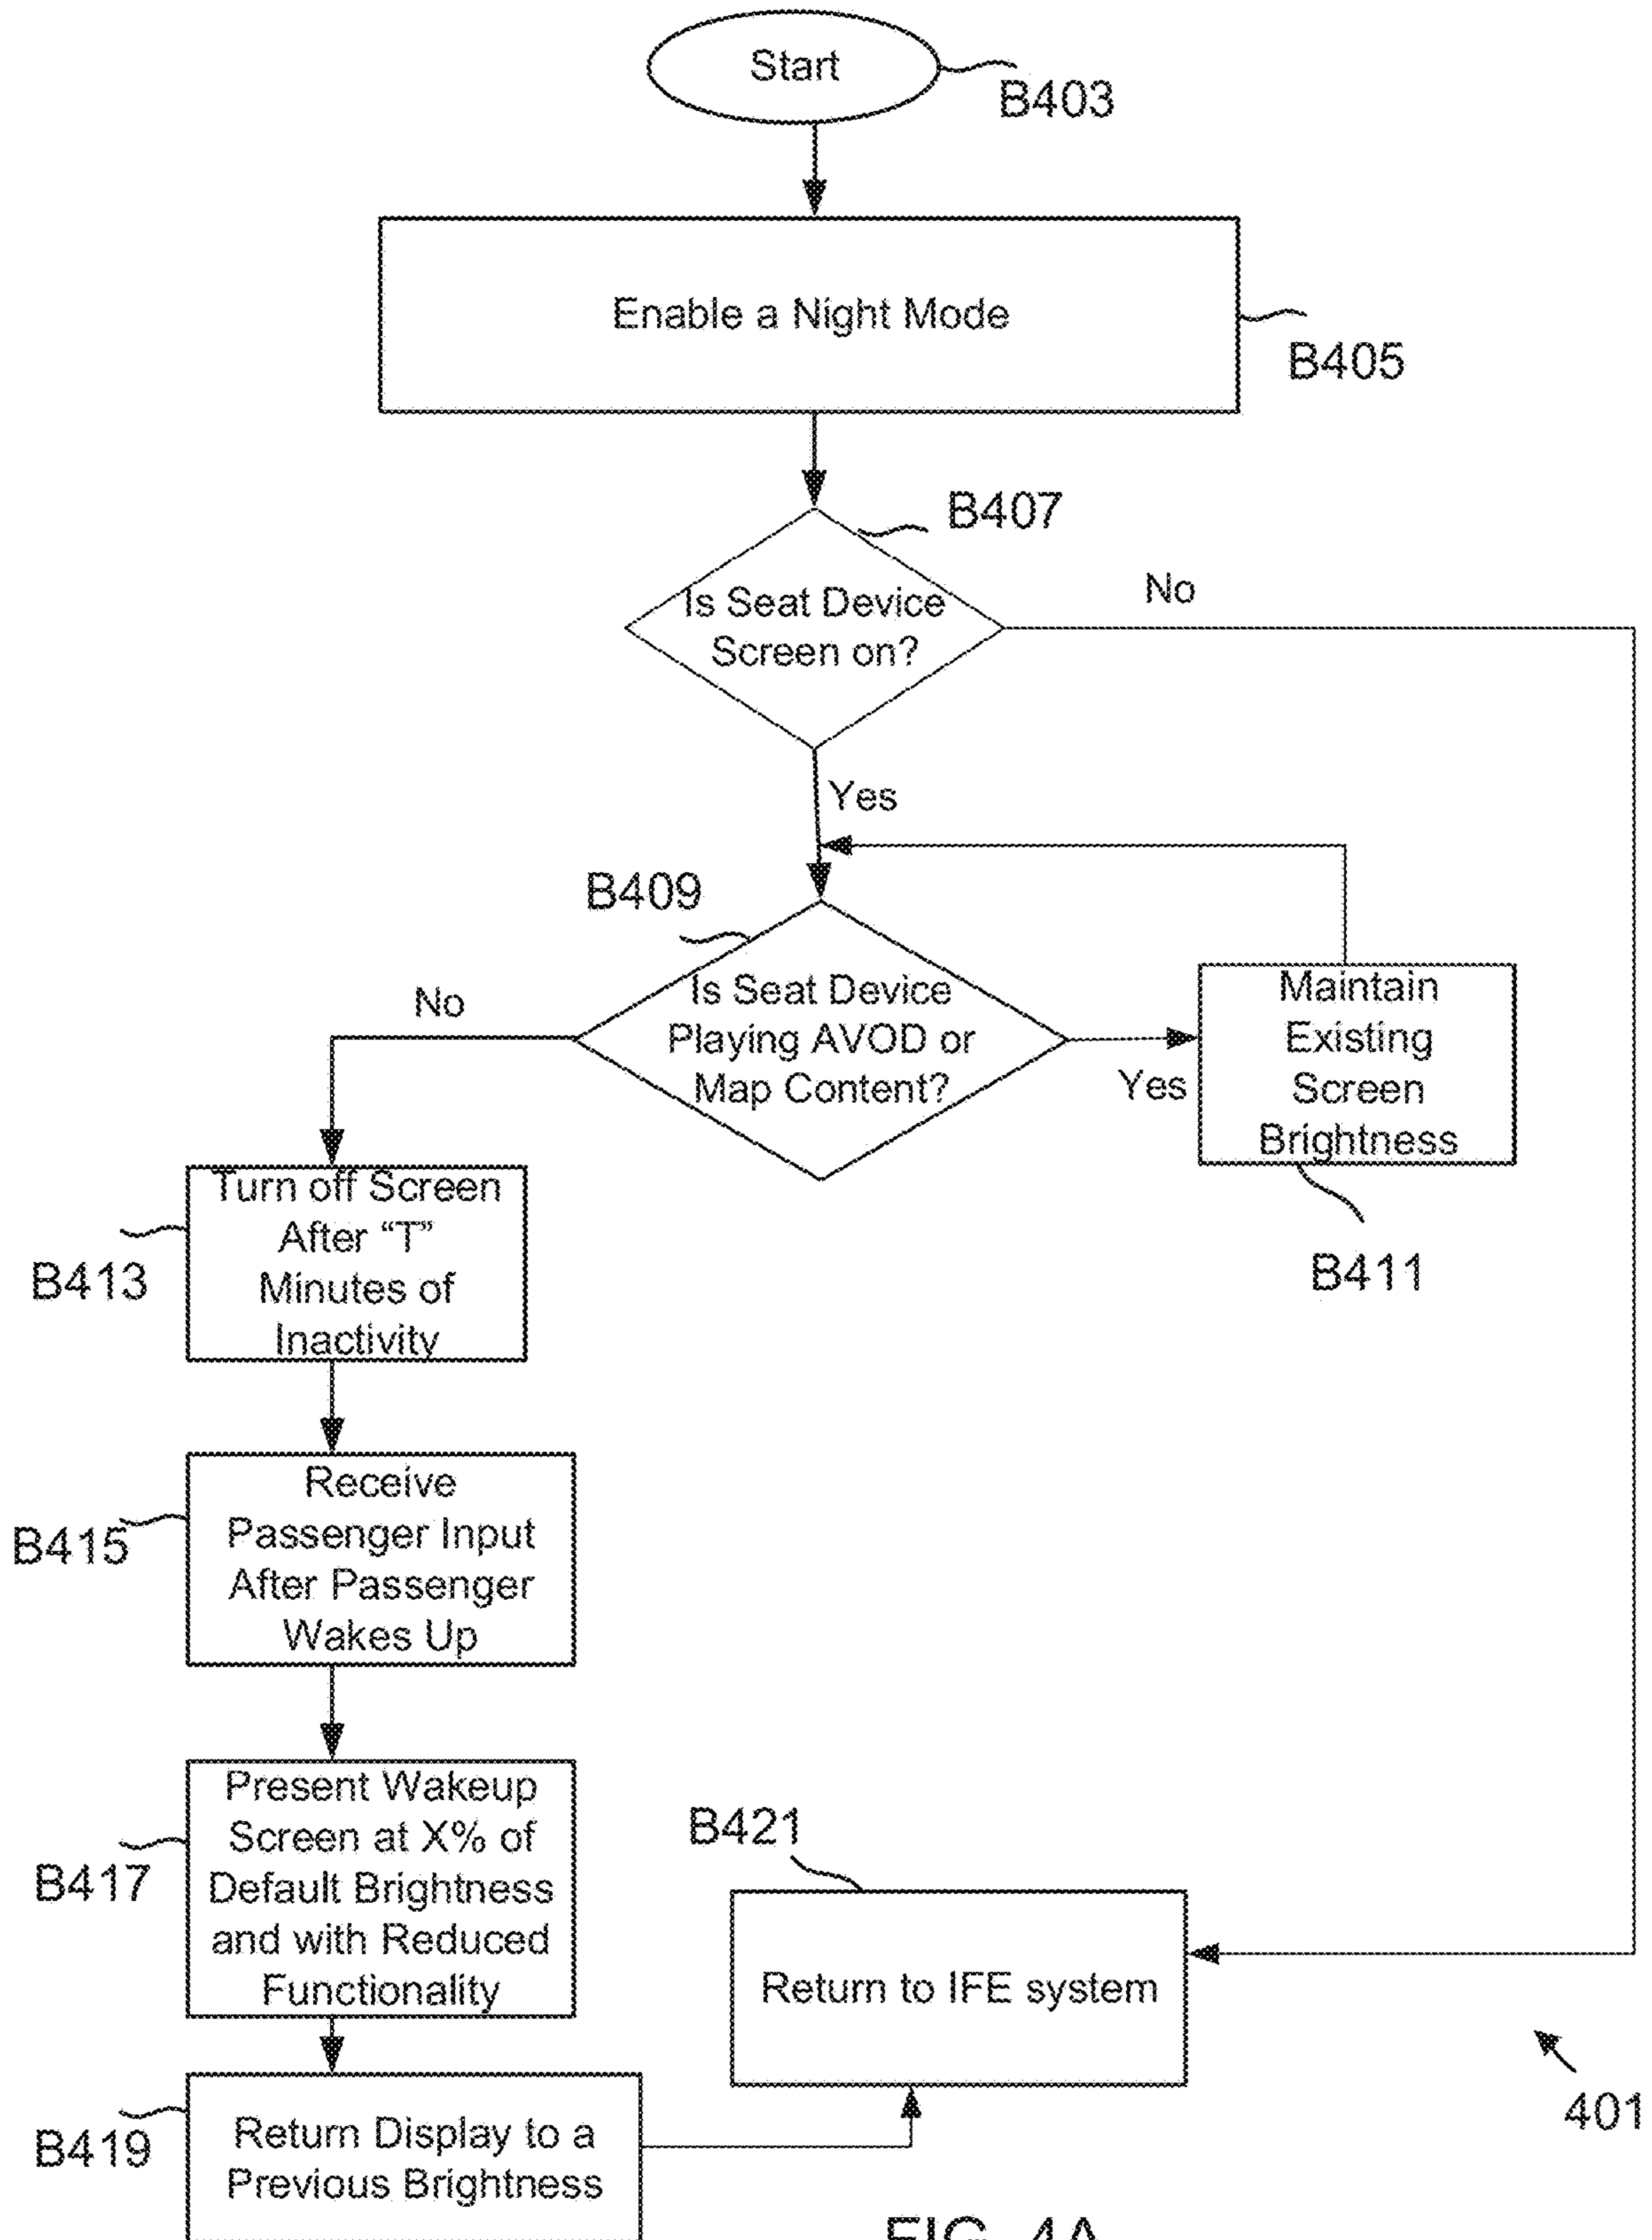 Start
B403
Enable a Night Mode
B405
B407
Is Seat Device
Screen on?
No
Yes
B409
Is Seat Device
Playing AVOD or
Map Content?
No
Yes
Maintain
Existing
Screen
Brightness
B411
Turn off Screen
After “T”
Minutes of
Inactivity
B413
Receive
Passenger Input
After Passenger
Wakes Up
B415
Present Wakeup
Screen at X% of
Default Brightness
and with Reduced
Functionality
B417
B421
Return to IFE system
401
Return Display to a
Previous Brightness
B419
FIG. 4A